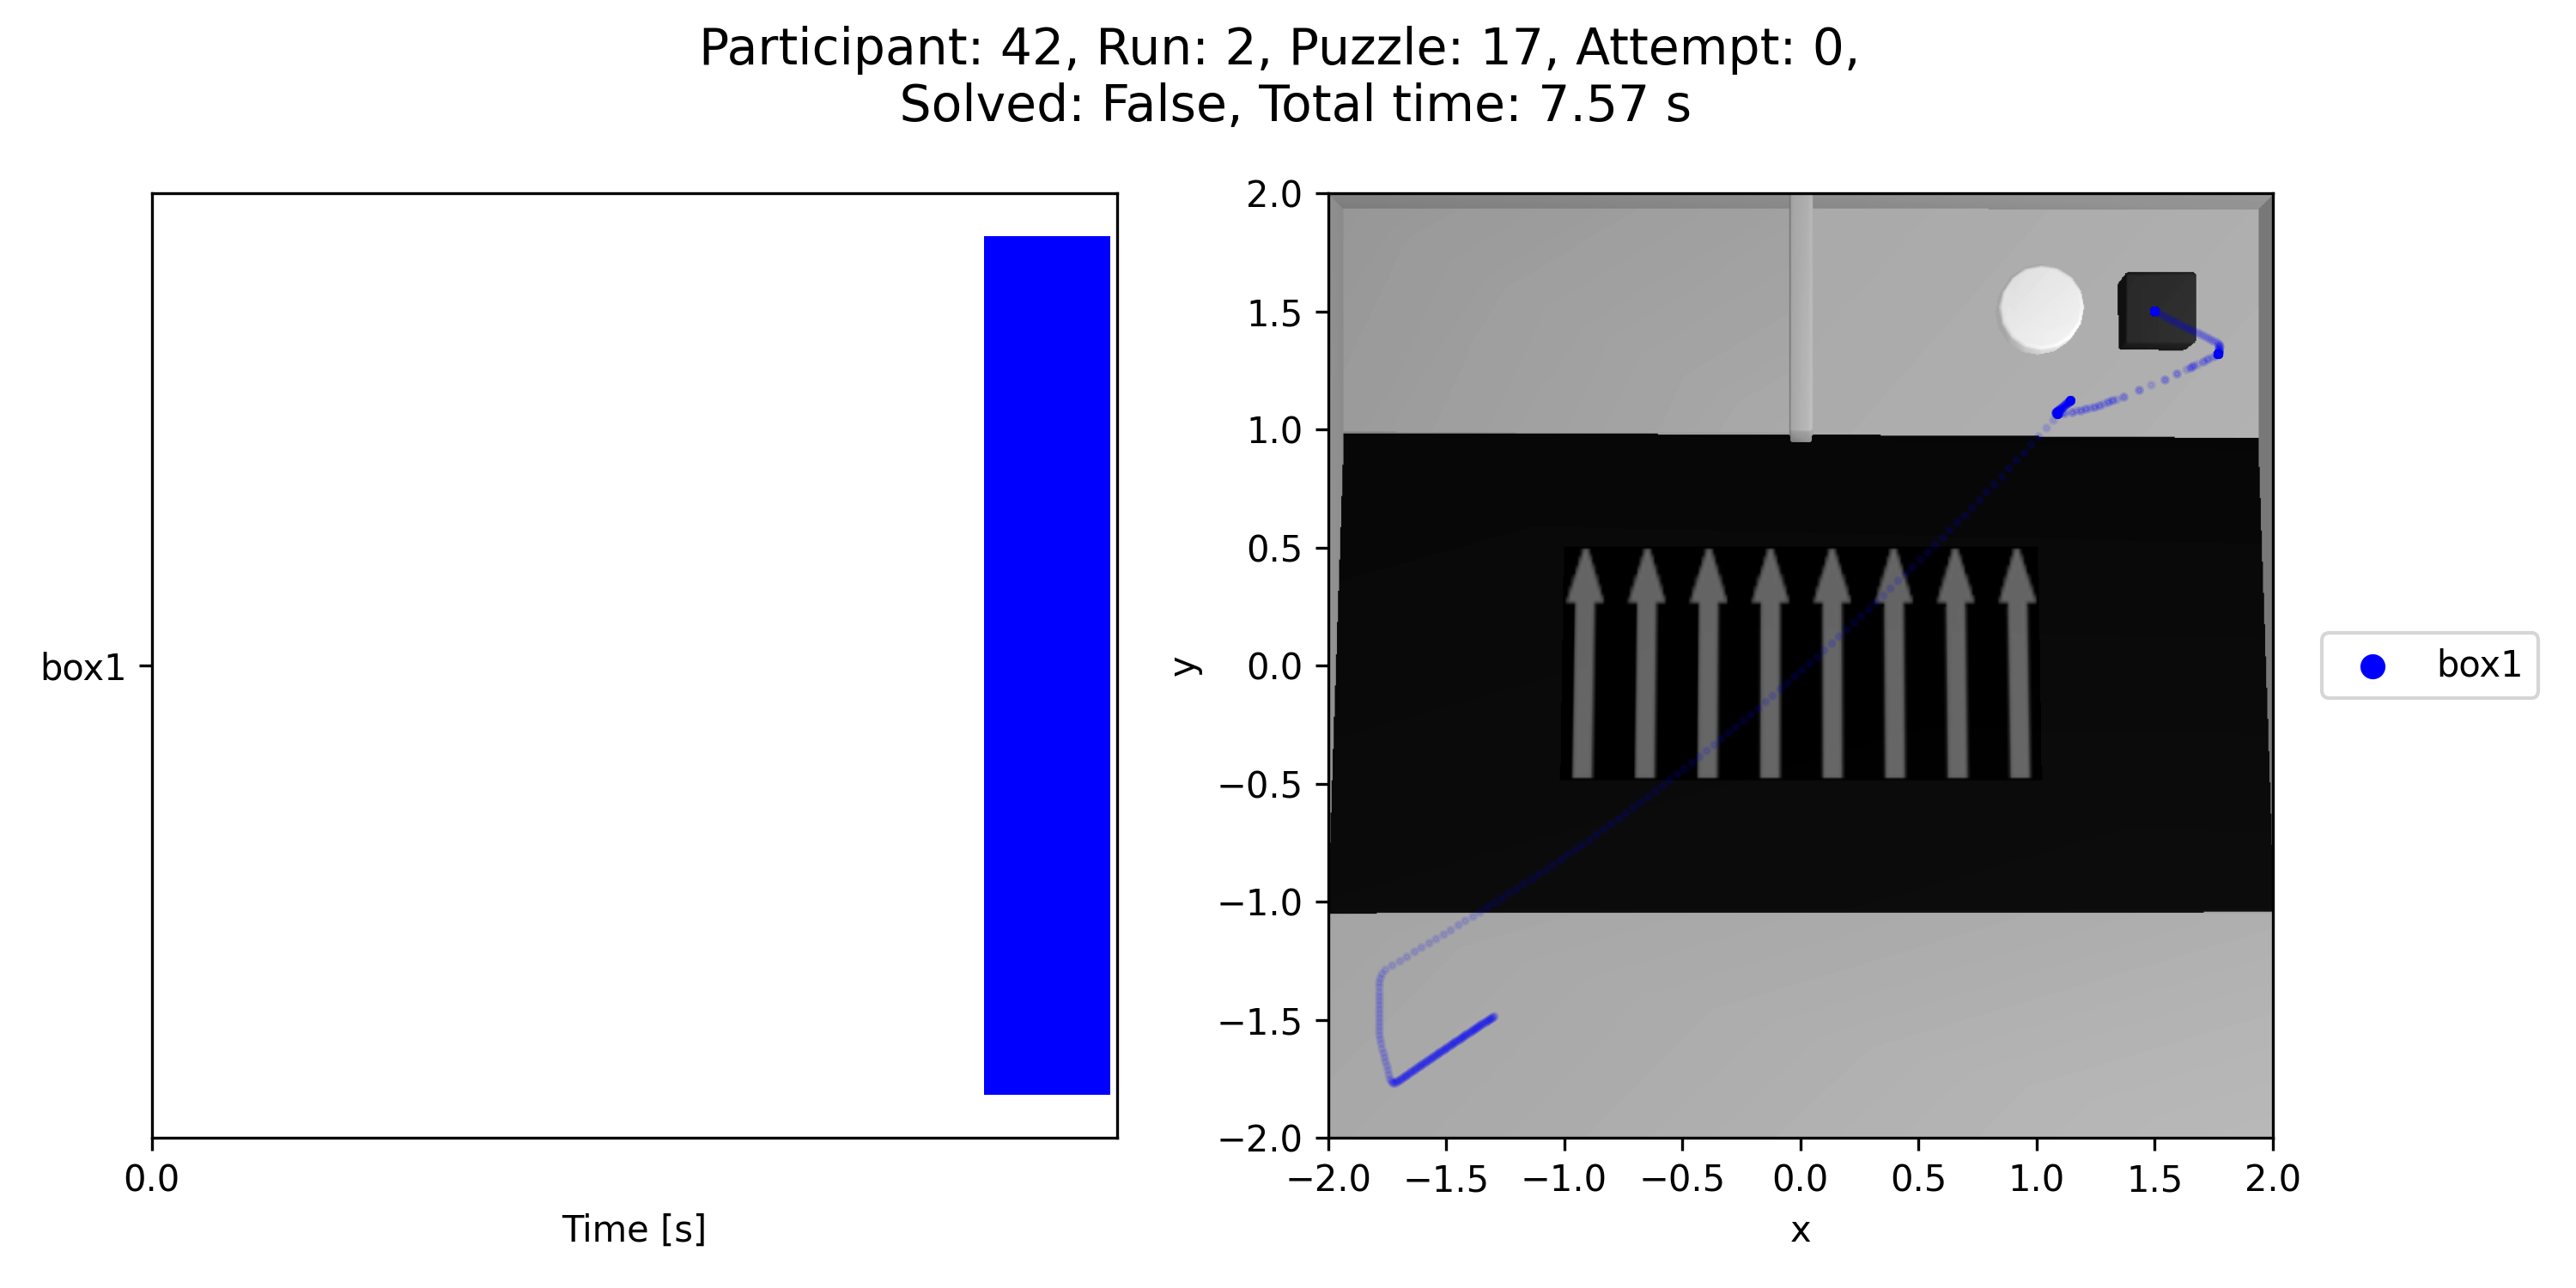 Participant: 42, Run: 2, Puzzle: 17, Attempt: 0,
Solved: False, Total time: 7.57 s
box1
0.0
Time [s]
2.0
1.5
1.0
0.5
0.0
−0.5
−1.0
−1.5
−2.0
y
−2.0 −1.5 −1.0 −0.5 0.0 0.5 1.0 1.5 2.0
x
box1